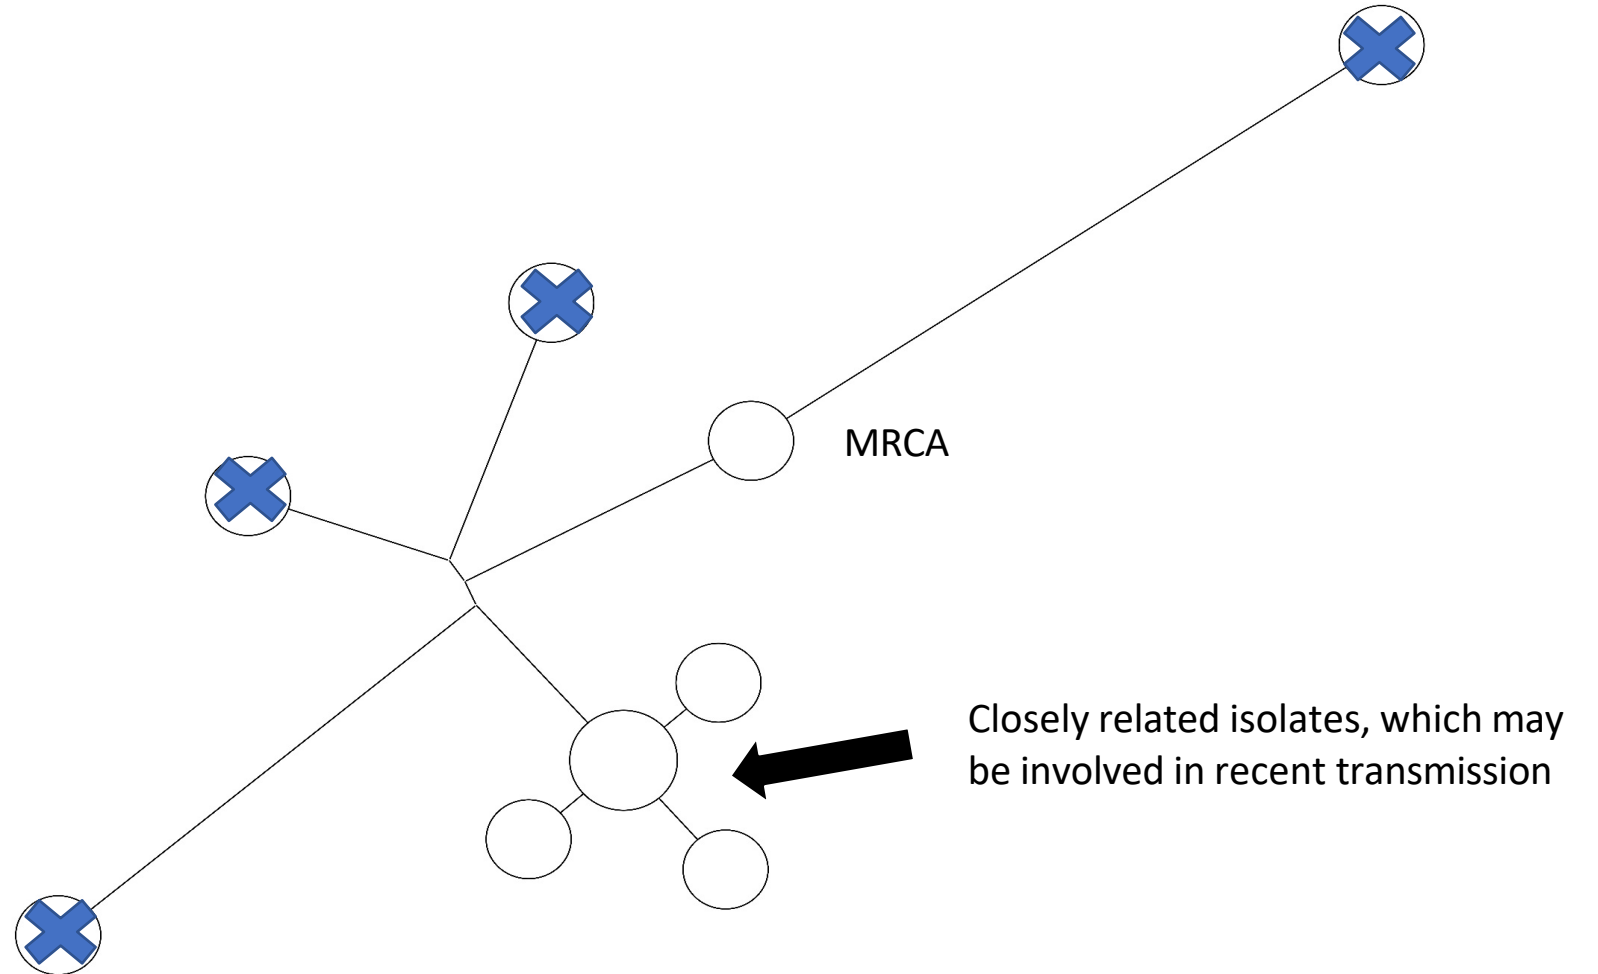 MRCA
Closely related isolates, which may
be involved in recent transmission